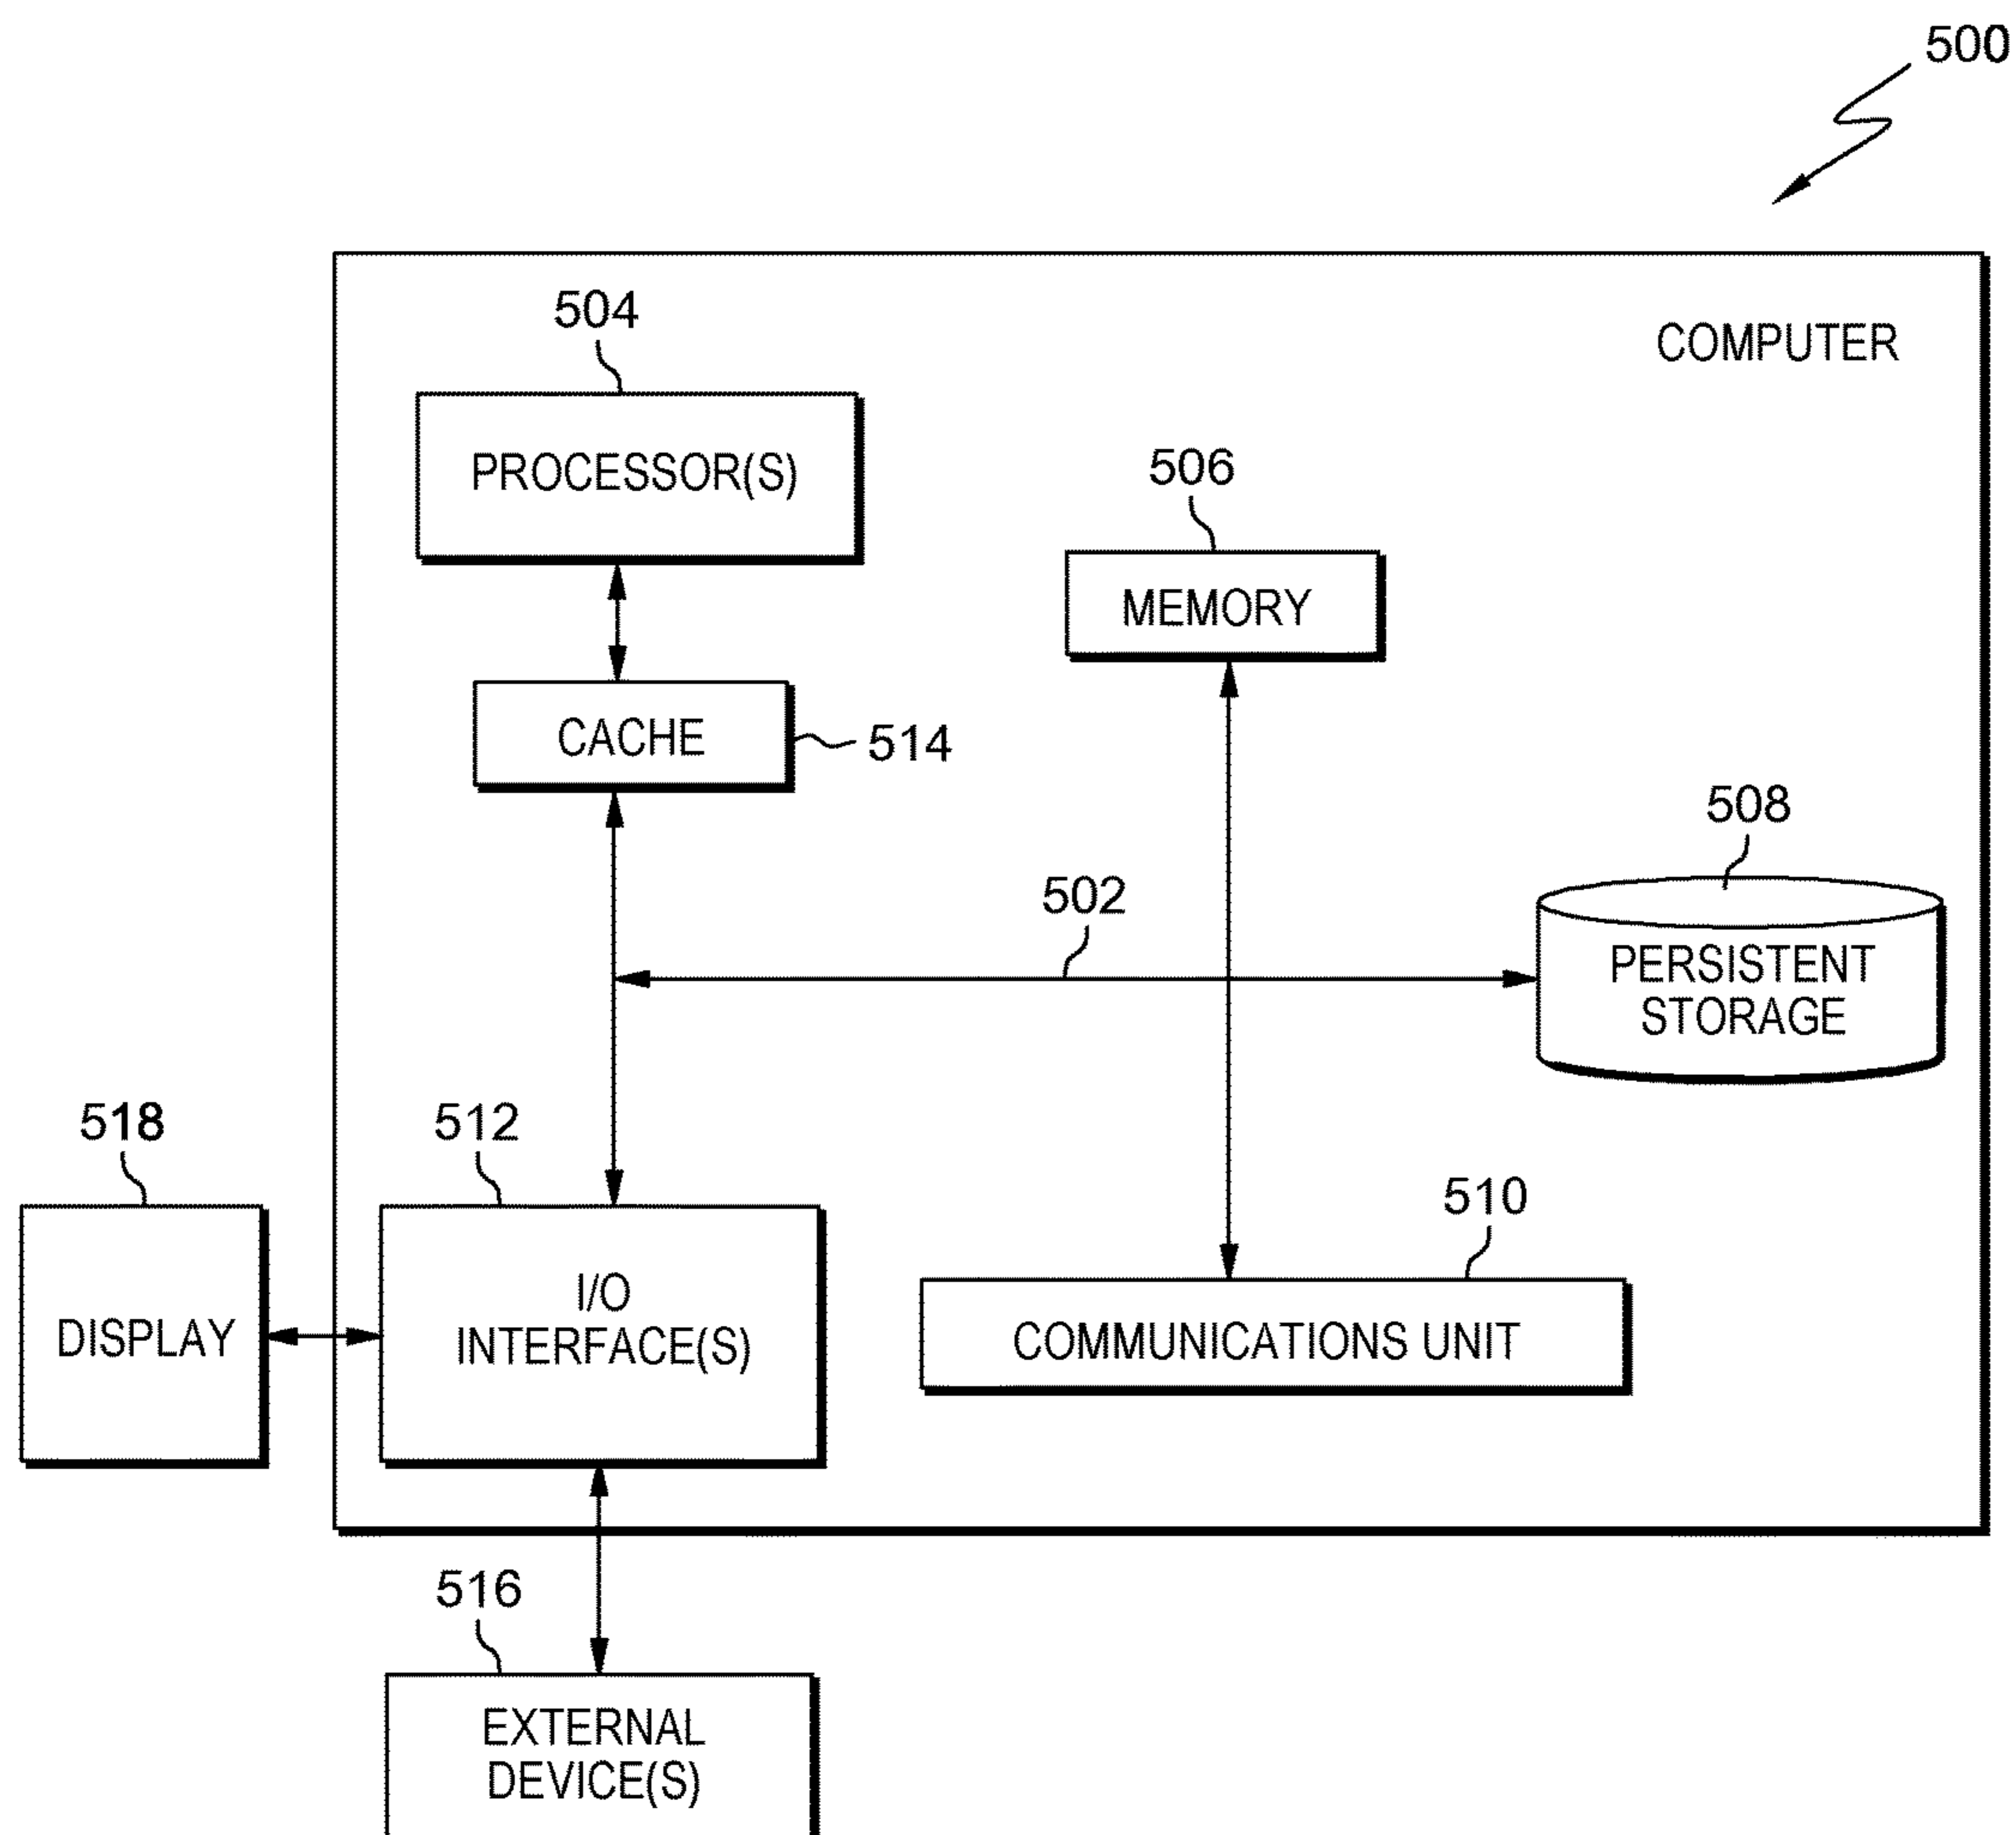 500
COMPUTER
504
PROCESSOR(S)
506
MEMORY
CACHE
514
508
502
PERSISTENT
STORAGE
518
512
510
I/O
INTERFACE(S)
DISPLAY
COMMUNICATIONS UNIT
516
EXTERNAL
DEVICE(S)